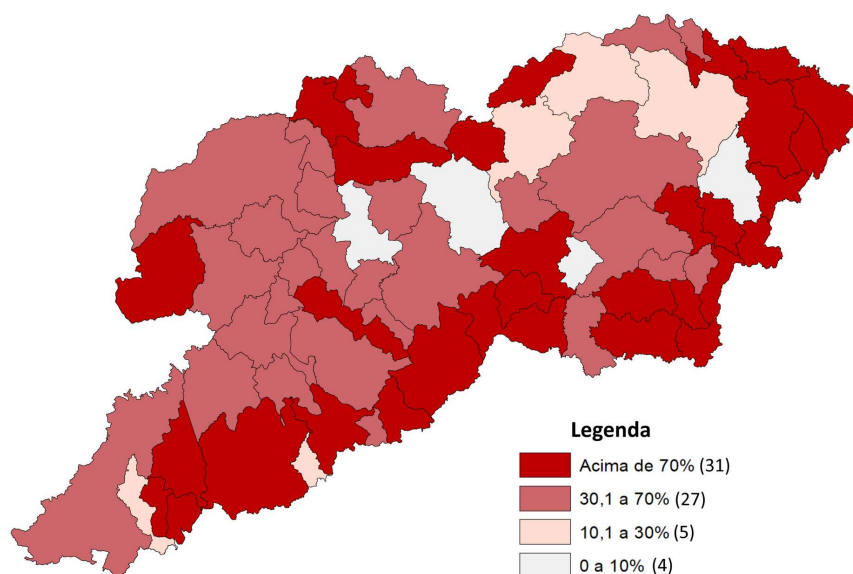 Legenda
Acima de 70% (31)
30,1 a 70% (27)
10,1 a 30% (5)
0 a 10% (4)